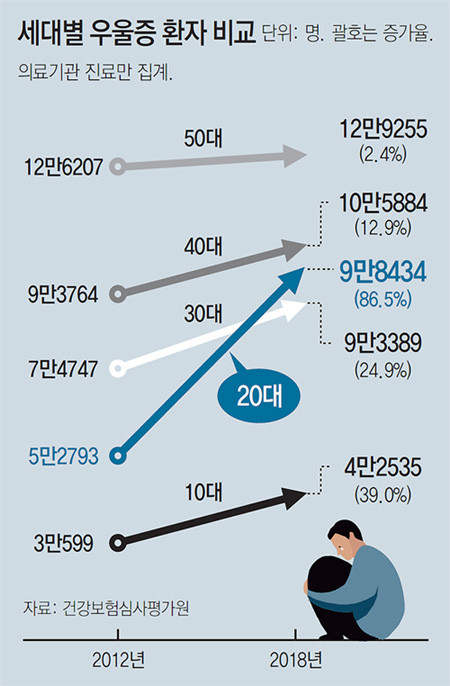 세대별 우울증 환자 비교 단위: 명. 괄호는 증가율.
의료기관 진료만 집계.
50대
12만6207
12만9255
(2.4%)
40대
9만3764
10만5884
(12.9%)
9만8434
(86.5%)
30대
7만4747
9만3389
(24.9%)
20대
5만2793
10대
3만599
4만2535
(39.0%)
자료: 건강보험심사평가원
2012년 2018년